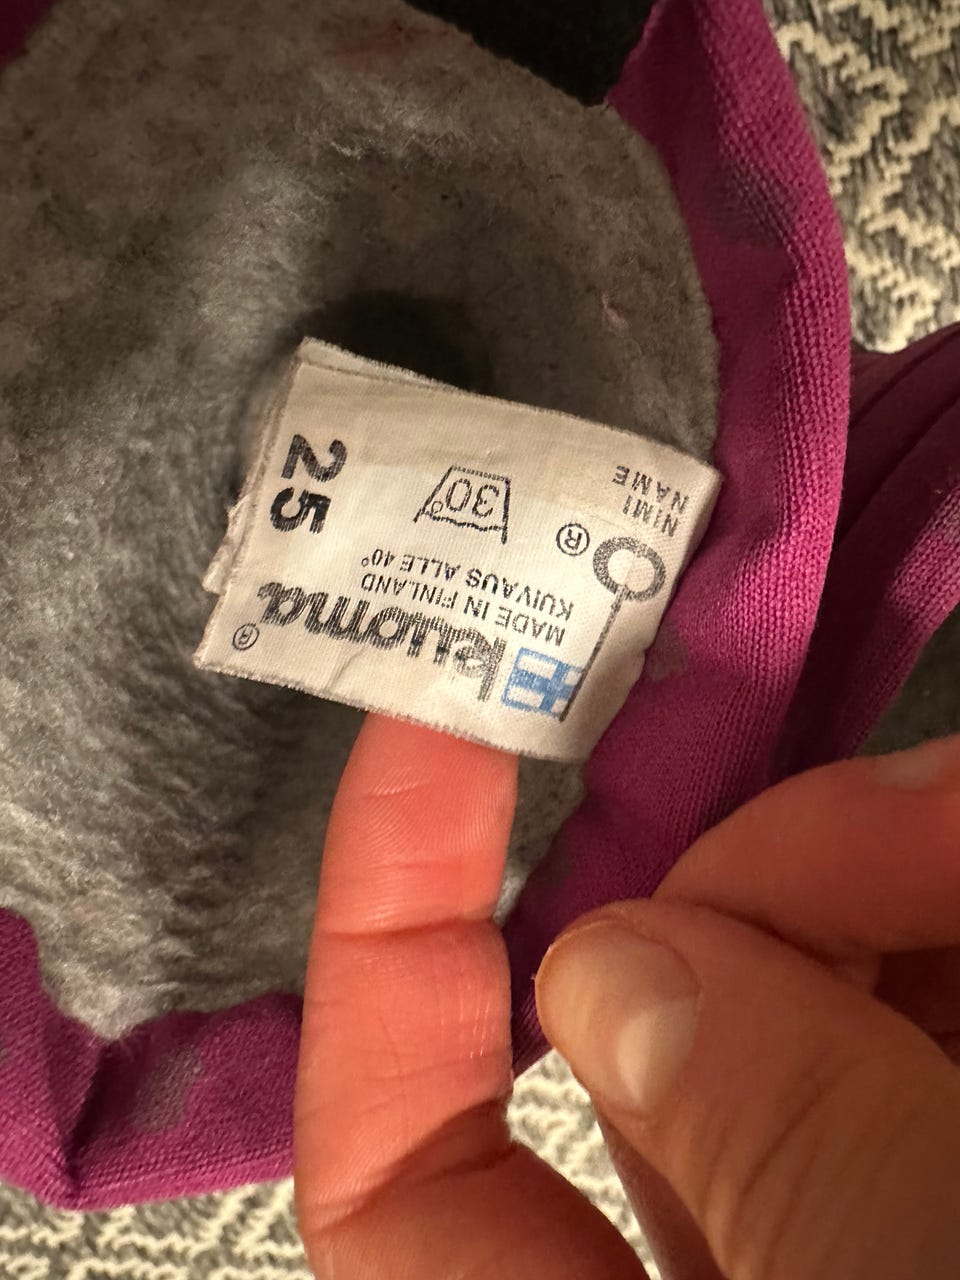 kuoma®
MADE IN FINLAND
KUIVAUS ALLE 40°
®
30°
25
NIMI
NAME